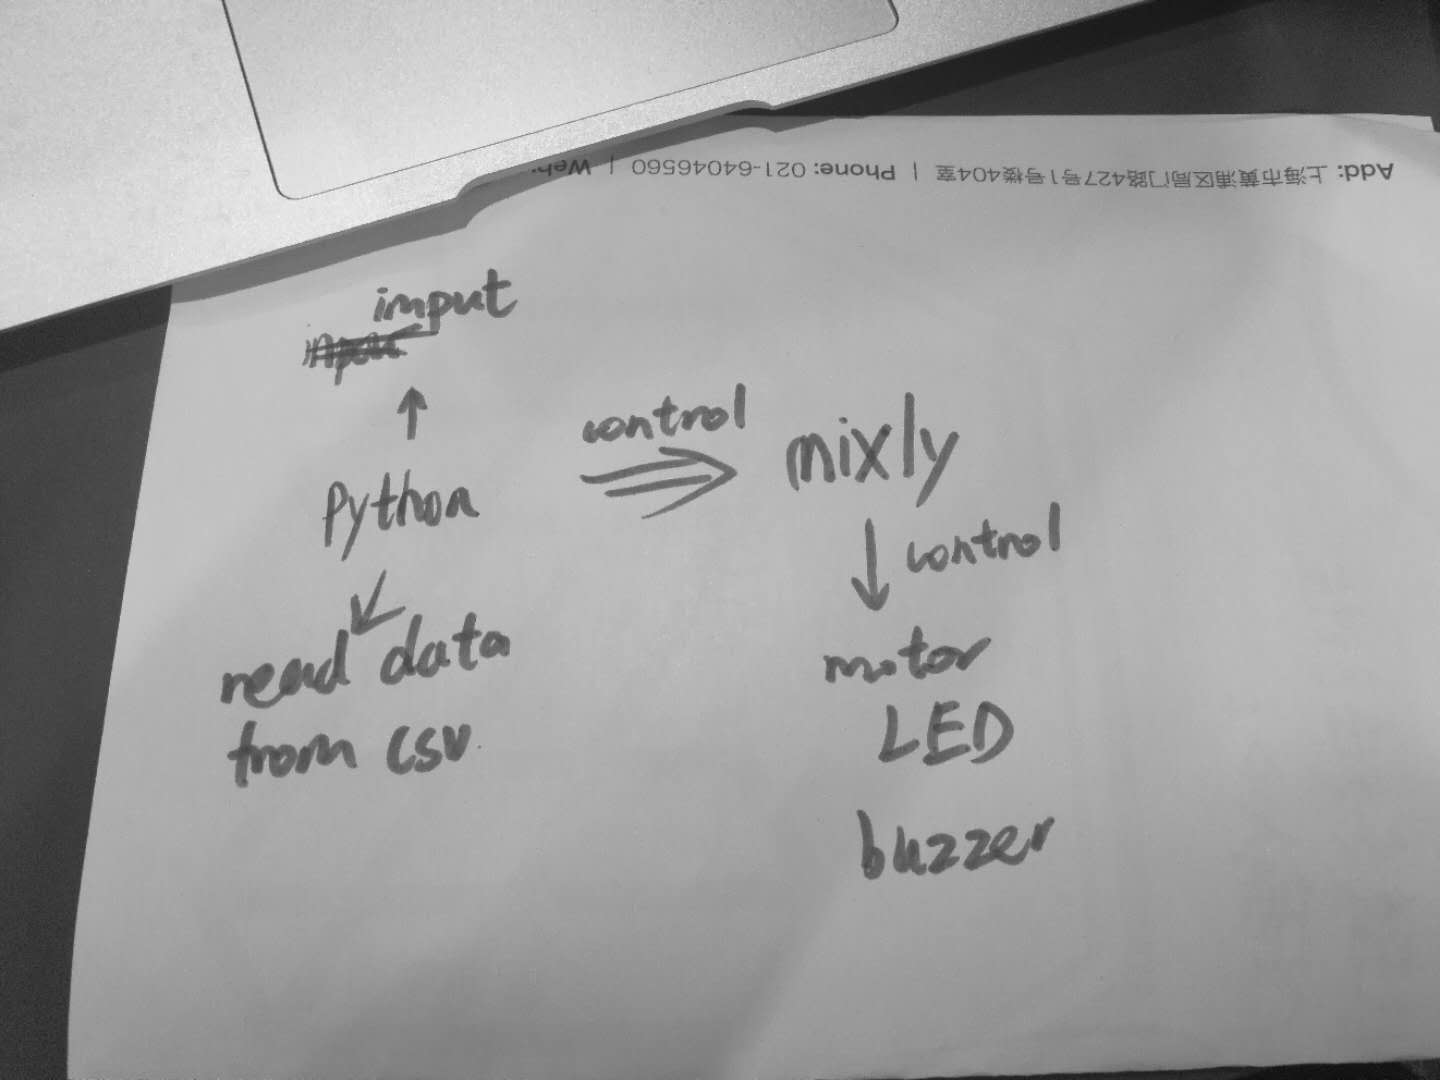 Add: 上海市黄浦区局门路427号1号楼404室 | Phone: 021-64046560 | Web:
input
Python
read data
from csv.
control
mixly
control
motor
LED
buzzer